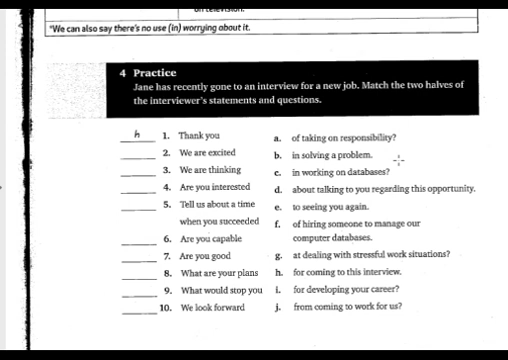 on television.
*We can also say there's no use (in) worrying about it.
4 Practice
Jane has recently gone to an interview for a new job. Match the two halves of
the interviewer's statements and questions.
h 1. Thank you
2. We are excited
3. We are thinking
4. Are you interested
5. Tell us about a time
when you succeeded
6. Are you capable
7. Are you good
8. What are your plans
9. What would stop you
10. We look forward
a. of taking on responsibility?
b. in solving a problem.
c. in working on databases?
d. about talking to you regarding this opportunity.
e. to seeing you again.
f. of hiring someone to manage our
computer databases.
g. at dealing with stressful work situations?
h. for coming to this interview.
i. for developing your career?
j. from coming to work for us?